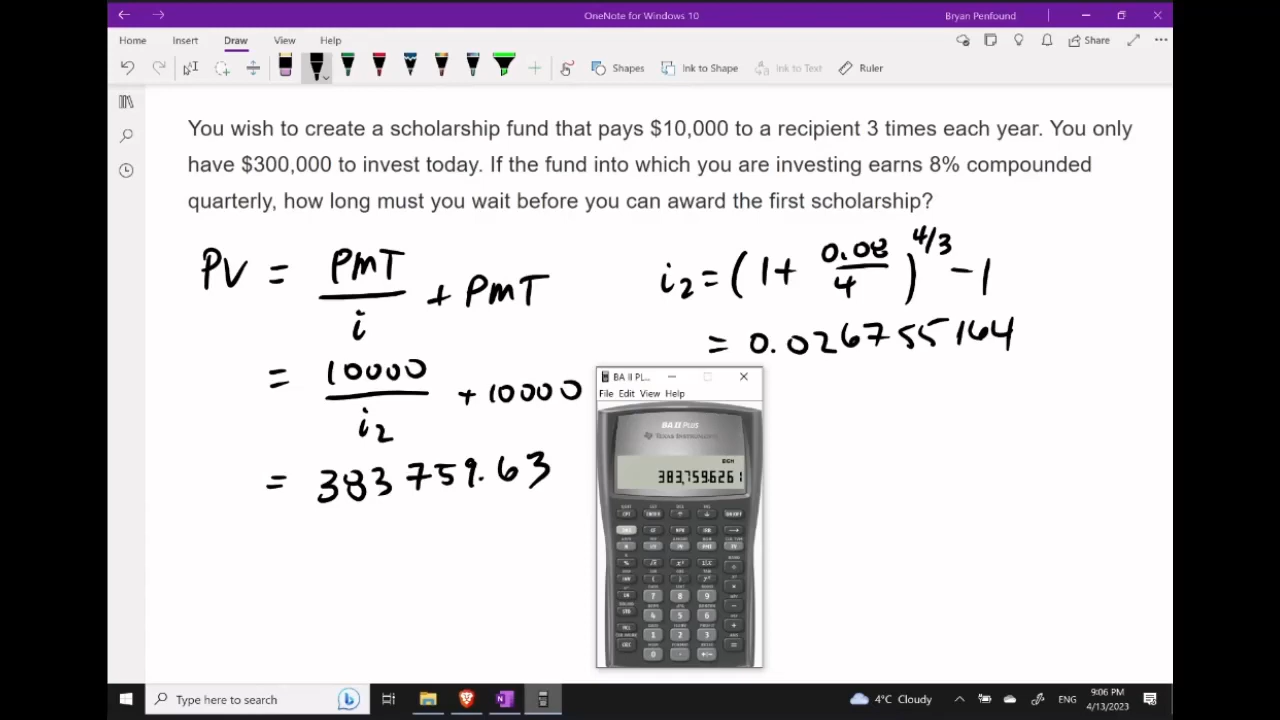 OneNote for Windows 10
Bryan Penfound
Home Insert Draw View Help
Share
Shapes Ink to Shape Ink to Text Ruler
You wish to create a scholarship fund that pays $10,000 to a recipient 3 times each year. You only
have $300,000 to invest today. If the fund into which you are investing earns 8% compounded
quarterly, how long must you wait before you can award the first scholarship?
PV = PMT / i + PMT
= 10000 / i2 + 10000
= 383 759.63
i2 = (1 + 0.08 / 4)^4/3 - 1
= 0.026755164
BA II PL...
File Edit View Help
BA II PLUS
TEXAS INSTRUMENTS
BGN
383,759.6261
7 8 9
4 5 6
1 2 3
0
Type here to search
4°C Cloudy
ENG
9:06 PM
4/13/2023